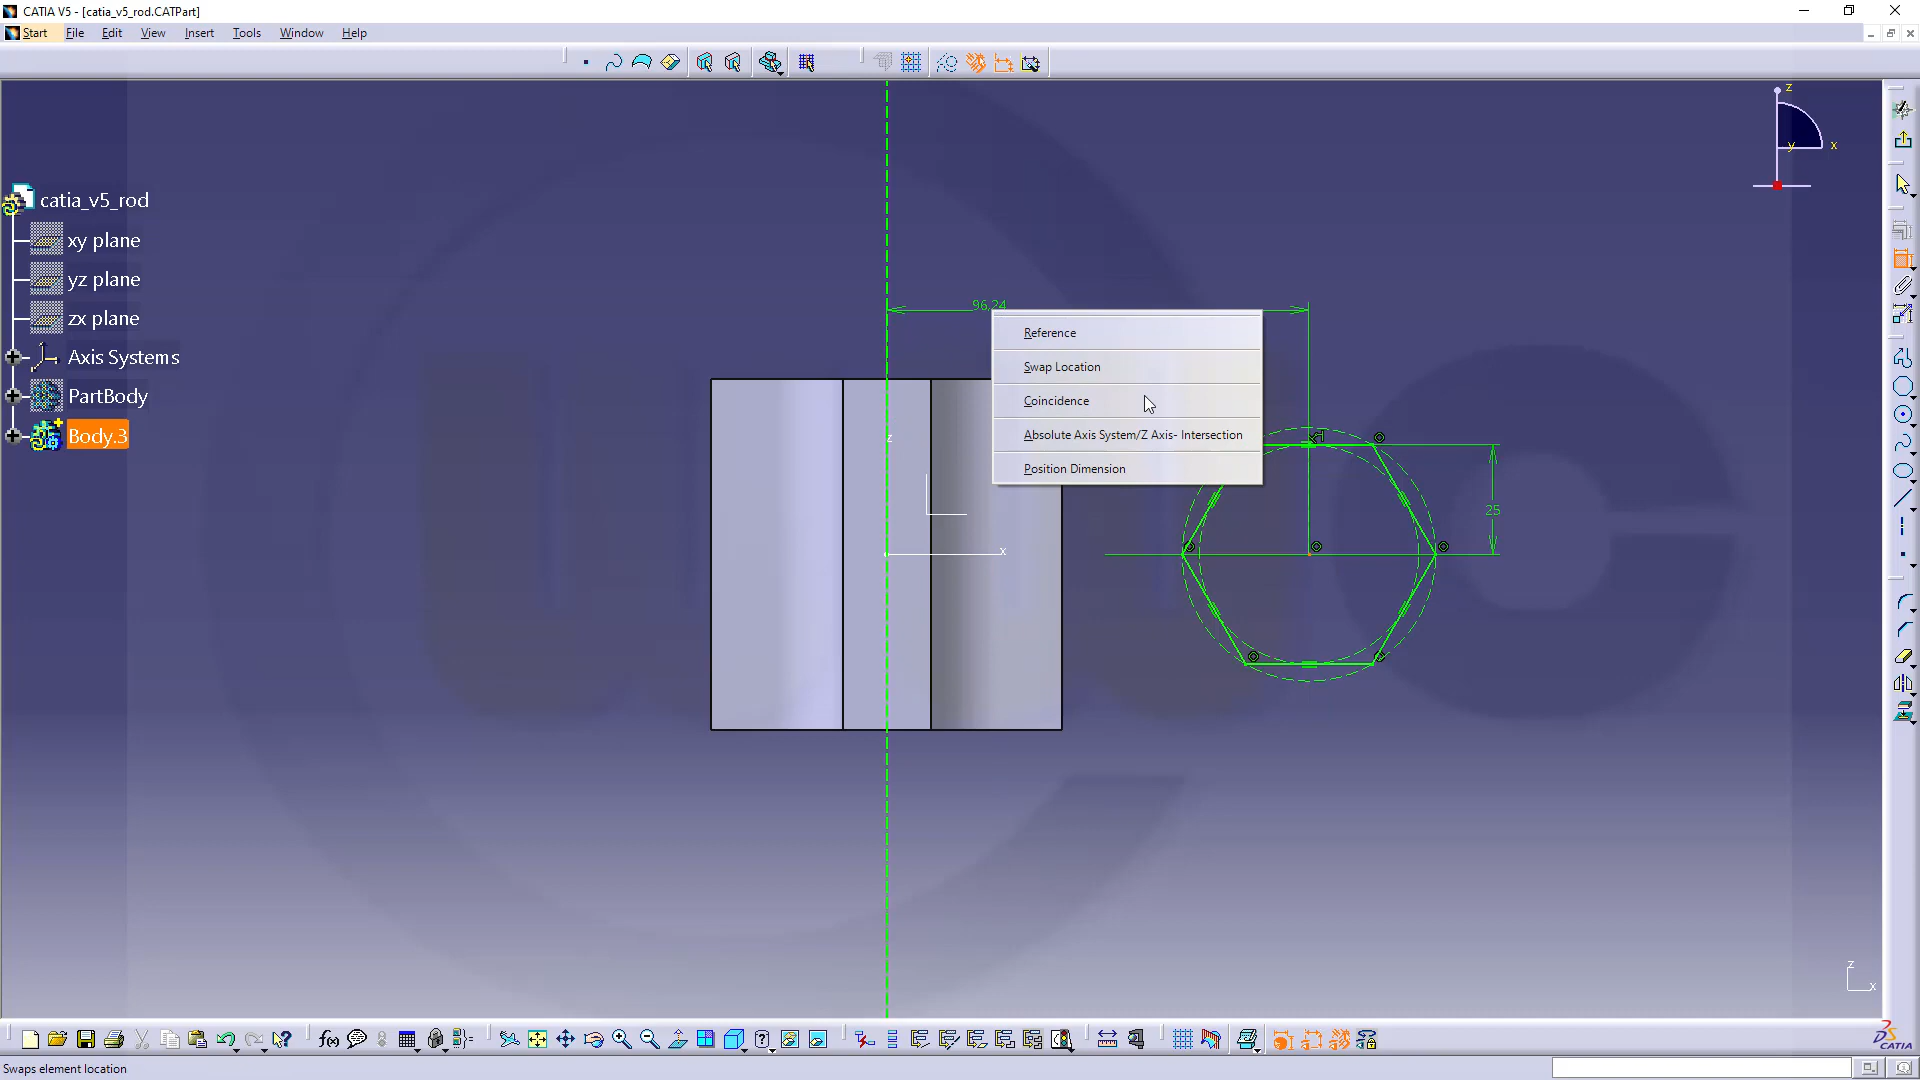 CATIA V5 - [catia_v5_rod.CATPart]
Start File Edit View Insert Tools Window Help
z
y
x
catia_v5_rod
xy plane
yz plane
zx plane
Axis Systems
PartBody
Body.3
96,24
Reference
Swap Location
Coincidence
Absolute Axis System/Z Axis- Intersection
Position Dimension
z
x
25
z
x
f(x)
CATIA
Swaps element location